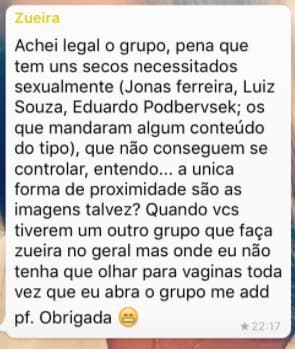 Zueira
Achei legal o grupo, pena que
tem uns secos necessitados
sexualmente (Jonas ferreira, Luiz
Souza, Eduardo Podbervsek; os
que mandaram algum conteúdo
do tipo), que não conseguem se
controlar, entendo... a unica
forma de proximidade são as
imagens talvez? Quando vcs
tiverem um outro grupo que faça
zueira no geral mas onde eu não
tenha que olhar para vaginas toda
vez que eu abra o grupo me add
pf. Obrigada 😁
★ 22:17